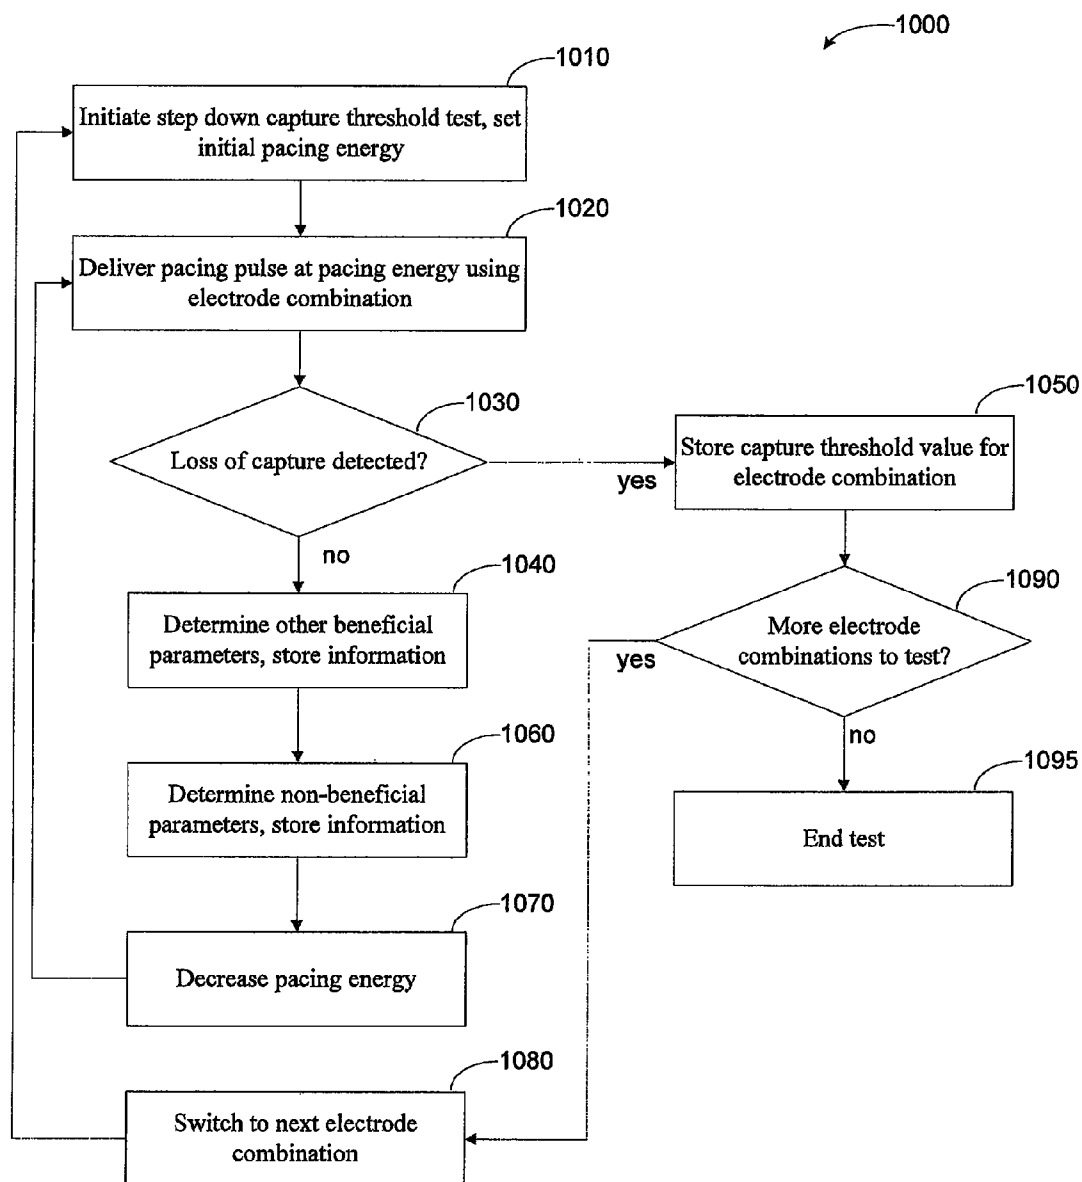 1000
1010
Initiate step down capture threshold test, set
initial pacing energy
1020
Deliver pacing pulse at pacing energy using
electrode combination
1030
Loss of capture detected?
yes
no
1050
Store capture threshold value for
electrode combination
1040
Determine other beneficial
parameters, store information
1090
More electrode
combinations to test?
yes
no
1060
Determine non-beneficial
parameters, store information
1095
End test
1070
Decrease pacing energy
1080
Switch to next electrode
combination